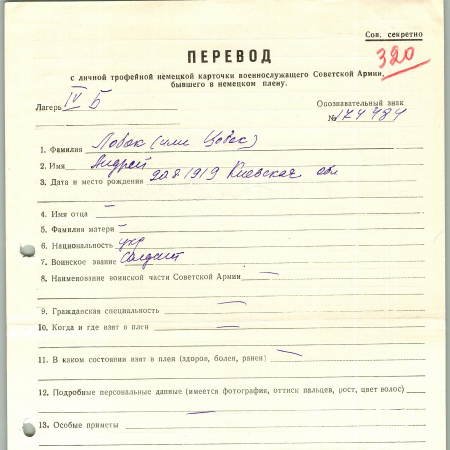 Сов. секретно
320
ПЕРЕВОД
с личной трофейной немецкой карточки военнослужащего Советской Армии,
бывшего в немецком плену.
Лагерь IV Б
Опознавательный знак
№ 174484
1. Фамилия Лобак (или Цобак)
2. Имя Андрей
3. Дата и место рождения 20.8 1919 Киевская обл
4. Имя отца —
5. Фамилия матери —
6. Национальность укр
7. Воинское звание Солдат
8. Наименование воинской части Советской Армии —
9. Гражданская специальность —
10. Когда и где взят в плен —
11. В каком состоянии взят в плен (здоров, болен, ранен) —
12. Подробные персональные данные (имеется фотография, оттиск пальцев, рост, цвет волос)
—
13. Особые приметы